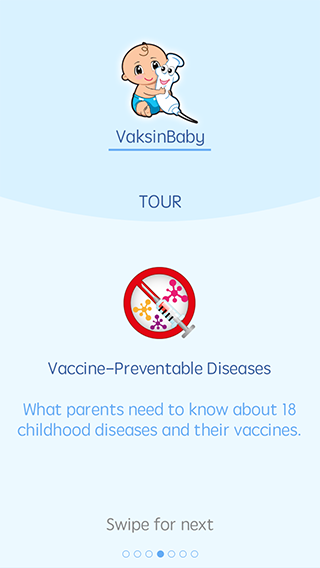 VaksinBaby
TOUR
Vaccine-Preventable Diseases
What parents need to know about 18
childhood diseases and their vaccines.
Swipe for next